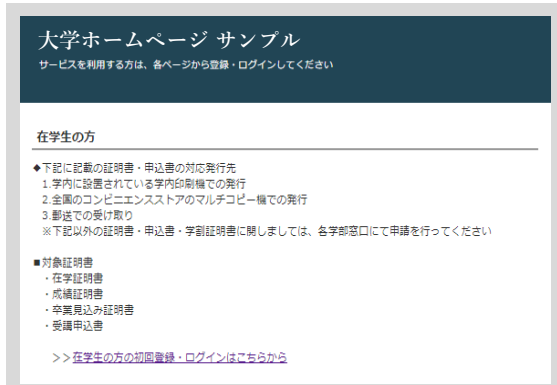 大学ホームページ サンプル
サービスを利用する方は、各ページから登録・ログインしてください
在学生の方
◆下記に記載の証明書・申込書の対応発行先
1.学内に設置されている学内印刷機での発行
2.全国のコンビニエンスストアのマルチコピー機での発行
3.郵送での受け取り
※下記以外の証明書・申込書・学割証明書に関しましては、各学部窓口にて申請を行ってください
■対象証明書
・在学証明書
・成績証明書
・卒業見込み証明書
・受講申込書
>>在学生の方の初回登録・ログインはこちらから